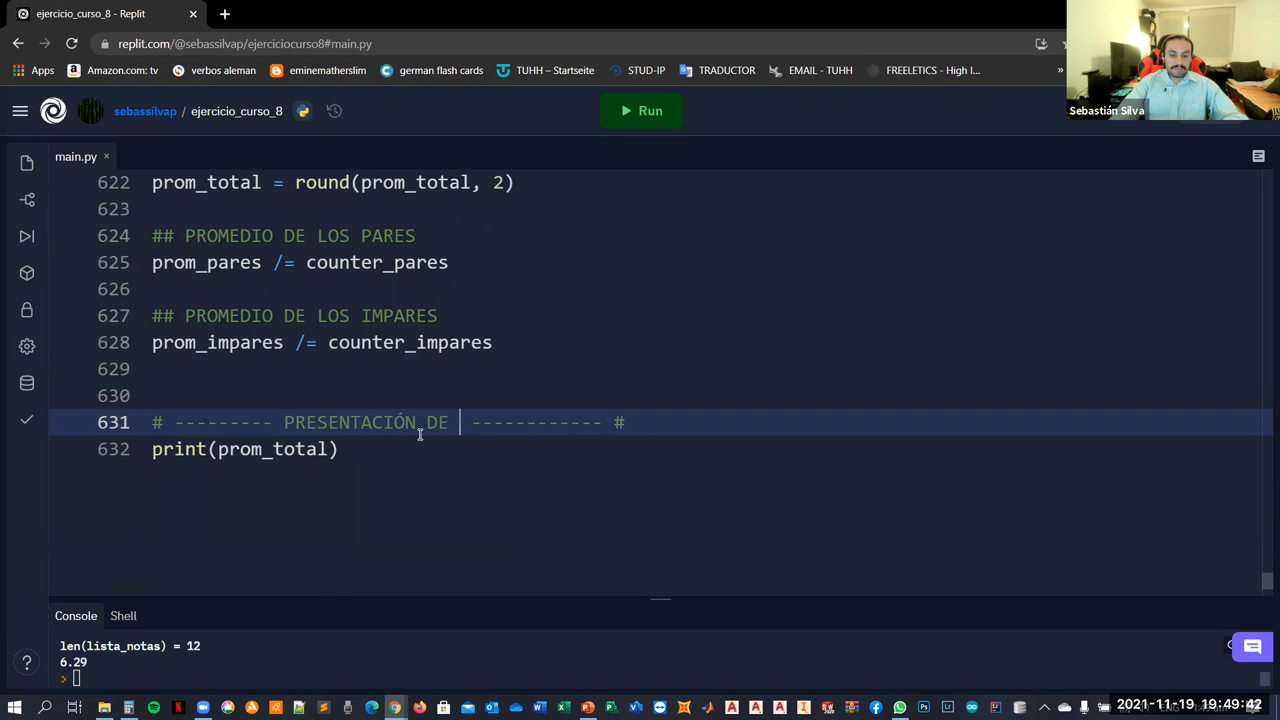 ejercicio_curso_8 - Replit
replit.com/@sebassilvap/ejerciciocurso8#main.py
Apps
Amazon.com: tv
verbos aleman
eminematherslim
german flash
TUHH – Startseite
STUD-IP
TRADUCTOR
EMAIL - TUHH
FREELETICS - High I...
»
Sebastián Silva
sebassilvap / ejercicio_curso_8
Run
main.py
622 prom_total = round(prom_total, 2)
623
624 ## PROMEDIO DE LOS PARES
625 prom_pares /= counter_pares
626
627 ## PROMEDIO DE LOS IMPARES
628 prom_impares /= counter_impares
629
630
631 # --------- PRESENTACIÓN DE ------------ #
632 print(prom_total)
Console
Shell
len(lista_notas) = 12
6.29
2021-11-19 19:49:42